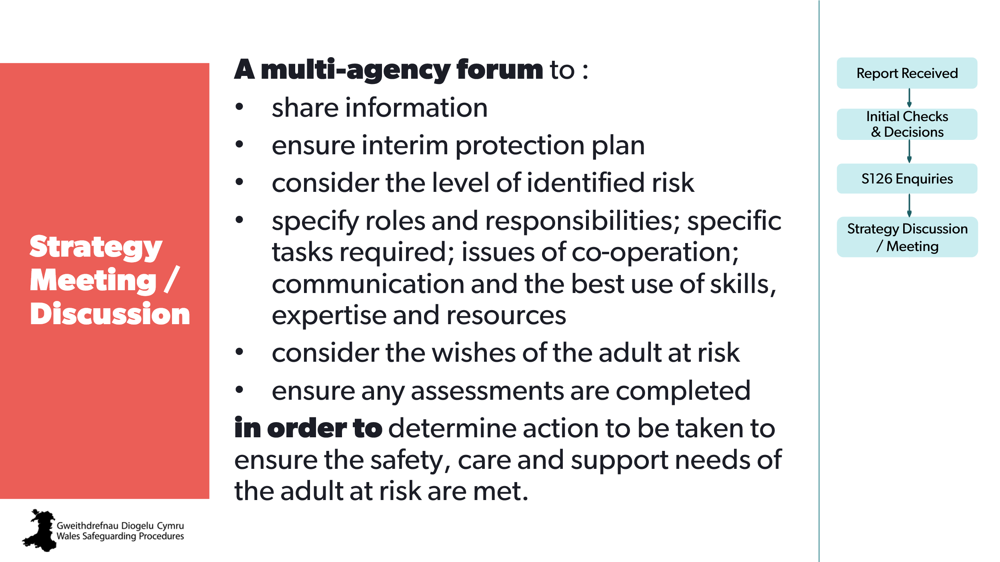 Strategy
Meeting /
Discussion
A multi-agency forum to :
• share information
• ensure interim protection plan
• consider the level of identified risk
• specify roles and responsibilities; specific
tasks required; issues of co-operation;
communication and the best use of skills,
expertise and resources
• consider the wishes of the adult at risk
• ensure any assessments are completed
in order to determine action to be taken to
ensure the safety, care and support needs of
the adult at risk are met.
Report Received
Initial Checks
& Decisions
S126 Enquiries
Strategy Discussion
/ Meeting
Gweithdrefnau Diogelu Cymru
Wales Safeguarding Procedures